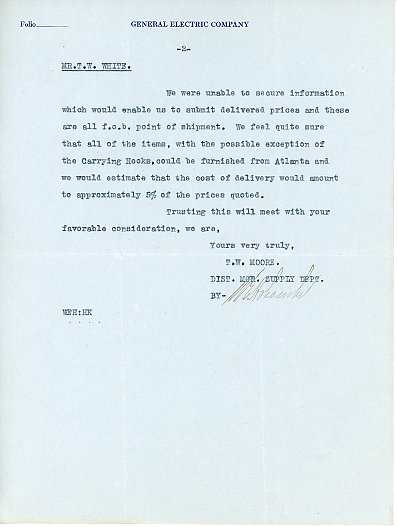 Folio______ GENERAL ELECTRIC COMPANY
-2-
MR.T.W. WHITE.
We were unable to secure information
which would enable us to submit delivered prices and these
are all f.o.b. point of shipment. We feel quite sure
that all of the items, with the possible exception of
the Carrying Hooks, could be furnished from Atlanta and
we would estimate that the cost of delivery would amount
to approximately 5% of the prices quoted.
Trusting this will meet with your
favorable consideration, we are,
Yours very truly,
T.W. MOORE.
DIST. MGR. SUPPLY DEPT.
BY-
WEH:HK
. . . .